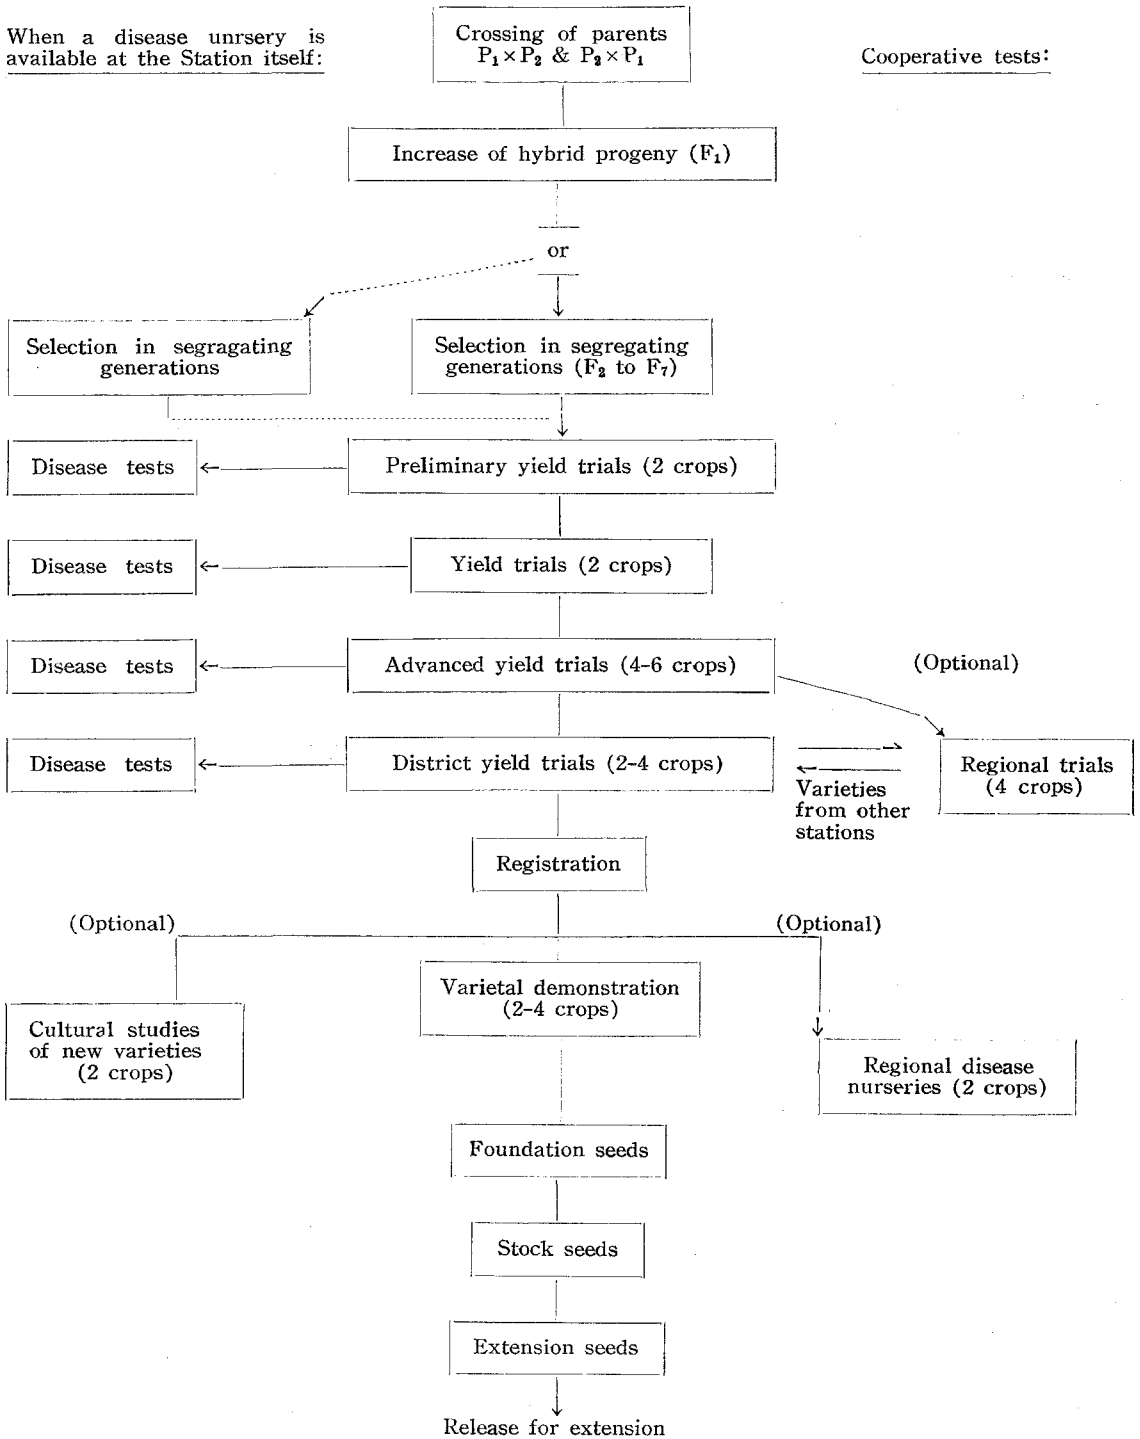 When a disease unrsery is
available at the Station itself:
Crossing of parents
P₁×P₂ & P₂×P₁
Cooperative tests:
Increase of hybrid progeny (F₁)
or
Selection in segragating
generations
Selection in segregating
generations (F₂ to F₇)
Disease tests
Preliminary yield trials (2 crops)
Disease tests
Yield trials (2 crops)
Disease tests
Advanced yield trials (4-6 crops)
(Optional)
Disease tests
District yield trials (2-4 crops)
Varieties
from other
stations
Regional trials
(4 crops)
Registration
(Optional)
(Optional)
Cultural studies
of new varieties
(2 crops)
Varietal demonstration
(2-4 crops)
Regional disease
nurseries (2 crops)
Foundation seeds
Stock seeds
Extension seeds
Release for extension